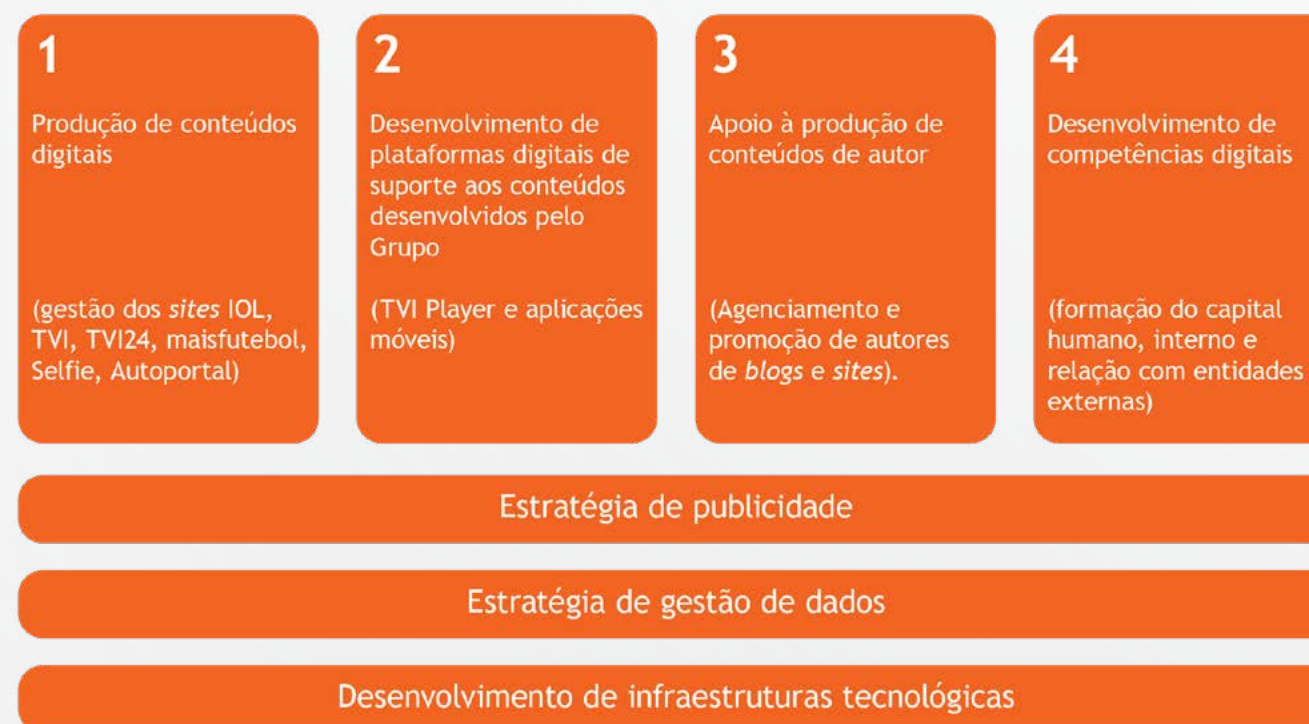 1
Produção de conteúdos
digitais
(gestão dos sites IOL,
TVI, TVI24, maisfutebol,
Selfie, Autoportal)
2
Desenvolvimento de
plataformas digitais de
suporte aos conteúdos
desenvolvidos pelo
Grupo
(TVI Player e aplicações
móveis)
3
Apoio à produção de
conteúdos de autor
(Agenciamento e
promoção de autores
de blogs e sites).
4
Desenvolvimento de
competências digitais
(formação do capital
humano, interno e
relação com entidades
externas)
Estratégia de publicidade
Estratégia de gestão de dados
Desenvolvimento de infraestruturas tecnológicas